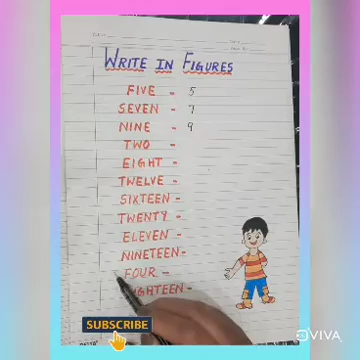 WRITE IN FIGURES
FIVE - 5
SEVEN - 7
NINE - 9
TWO -
EIGHT -
TWELVE -
SIXTEEN -
TWENTY -
ELEVEN -
NINETEEN -
FOUR -
GHTEEN -
SUBSCRIBE
VIVA